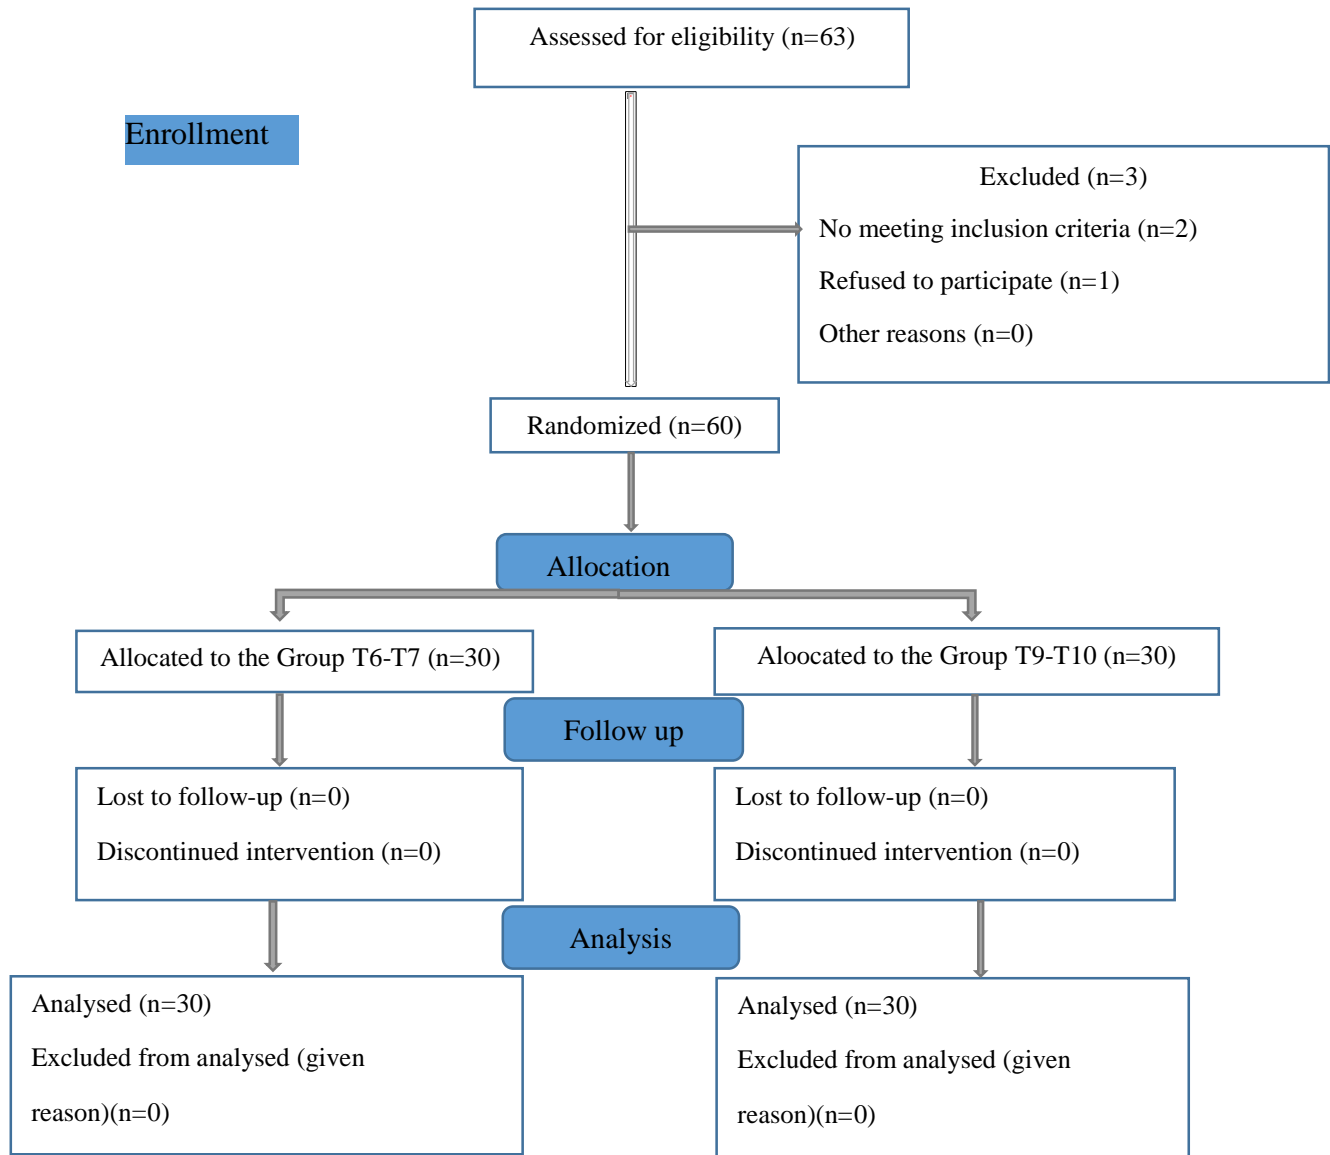 Assessed for eligibility (n=63)
Enrollment
Excluded (n=3)
No meeting inclusion criteria (n=2)
Refused to participate (n=1)
Other reasons (n=0)
Randomized (n=60)
Allocation
Allocated to the Group T6-T7 (n=30)
Aloocated to the Group T9-T10 (n=30)
Follow up
Lost to follow-up (n=0)
Discontinued intervention (n=0)
Lost to follow-up (n=0)
Discontinued intervention (n=0)
Analysis
Analysed (n=30)
Excluded from analysed (given
reason)(n=0)
Analysed (n=30)
Excluded from analysed (given
reason)(n=0)